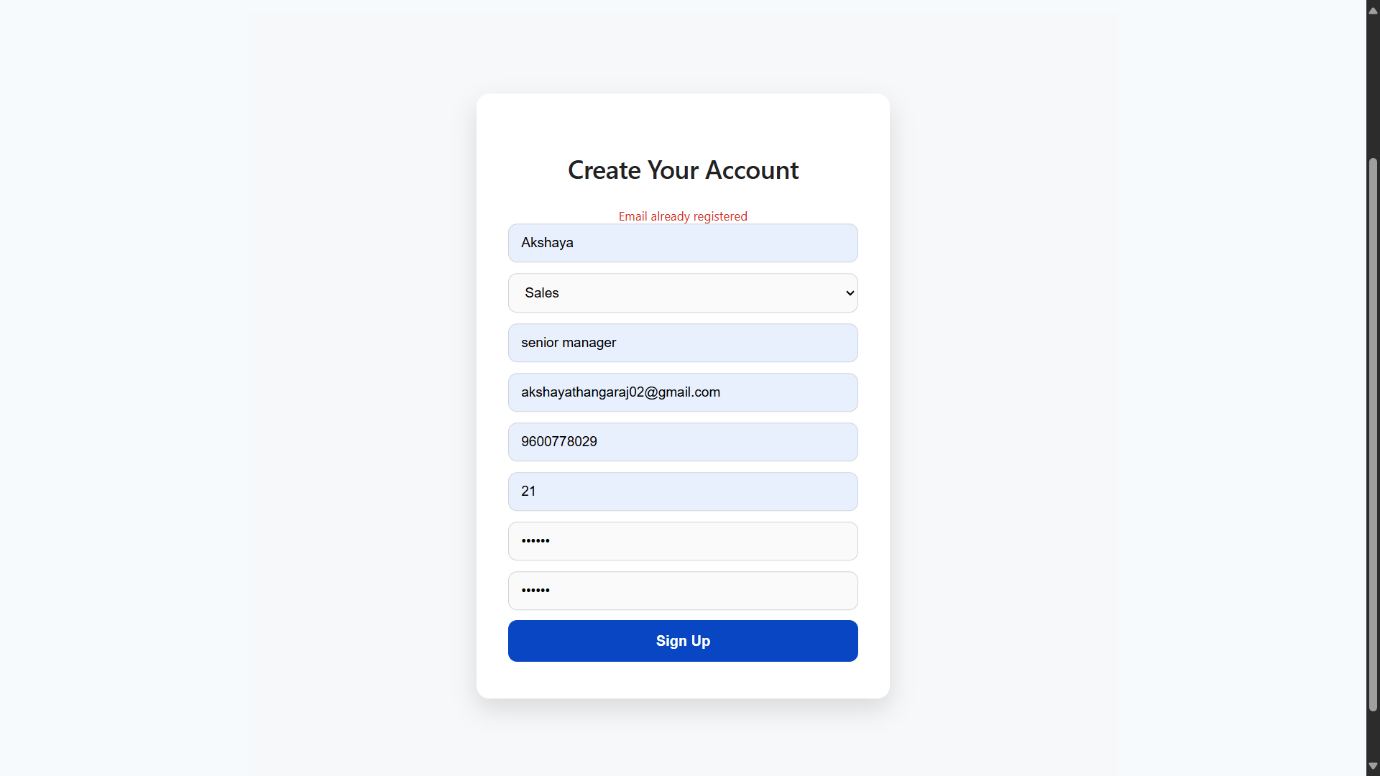 Create Your Account
Email already registered
Akshaya
Sales
senior manager
akshayathangaraj02@gmail.com
9600778029
21
••••••
••••••
Sign Up